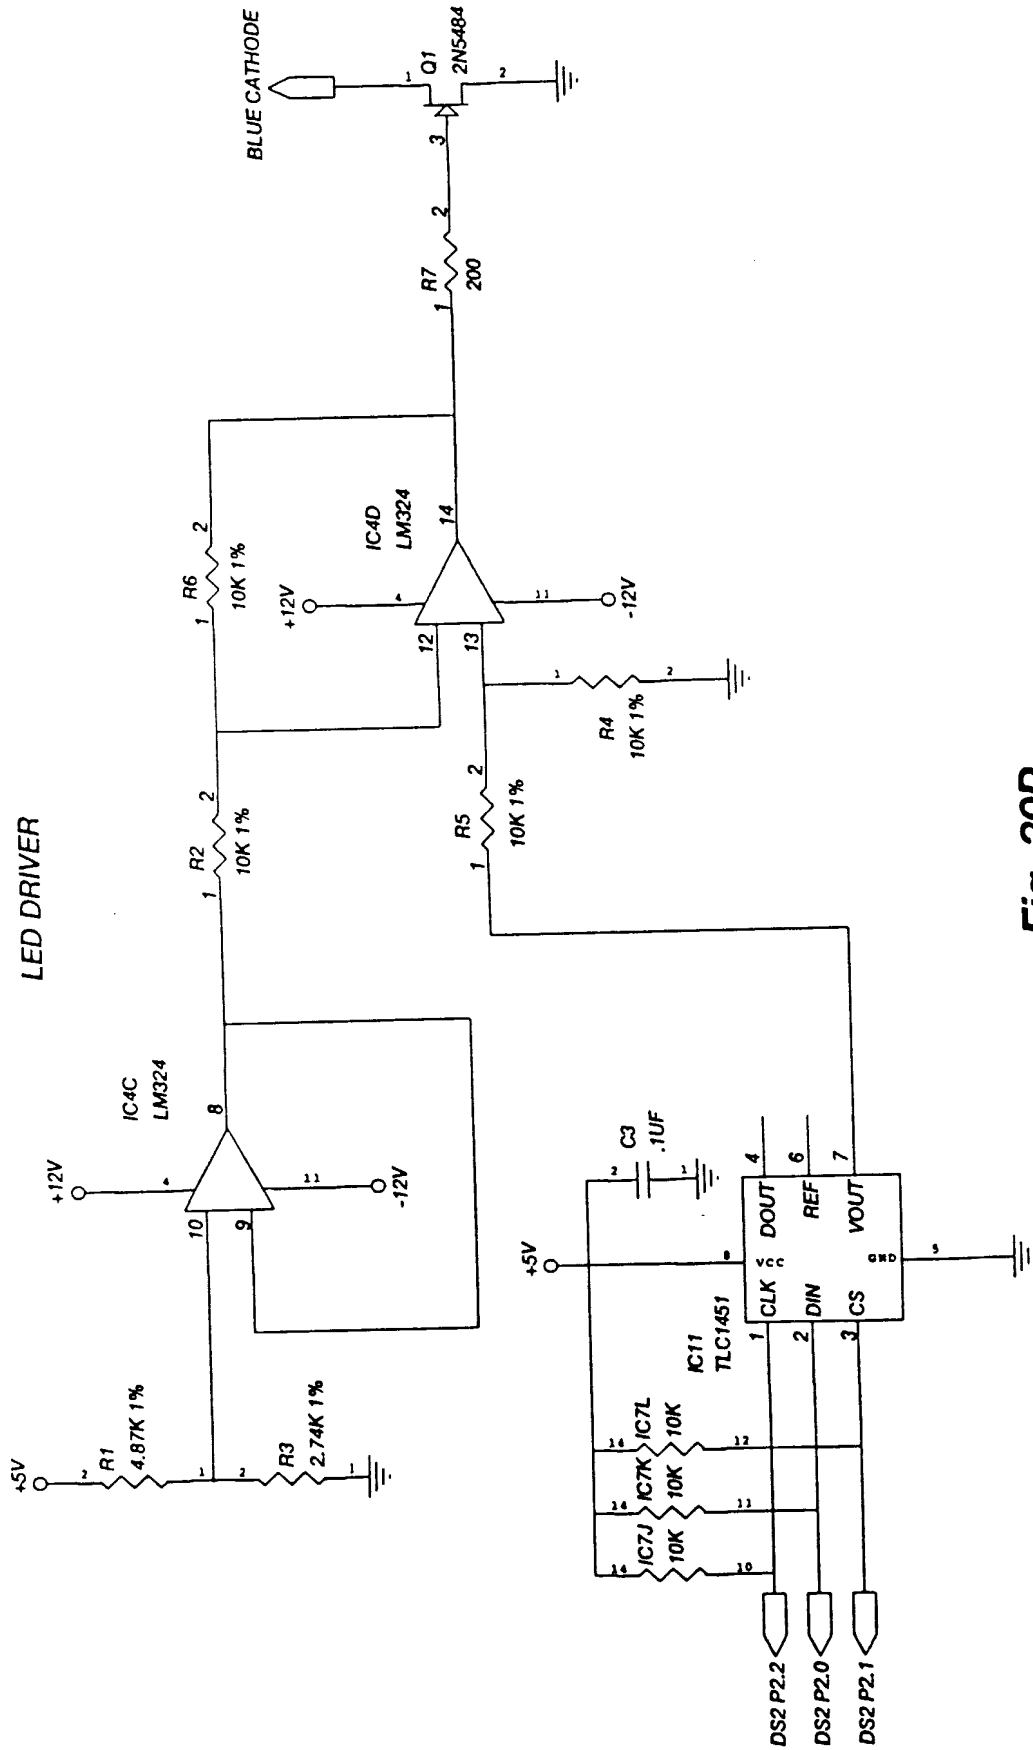 LED DRIVER
+5V
2
R1
4.87K 1%
1
2
R3
2.74K 1%
1
+12V
IC4C
LM324
4
10
9
8
11
-12V
1
R2
2
10K 1%
1
R6
2
10K 1%
+12V
IC4D
LM324
4
12
13
14
11
-12V
1
R5
2
10K 1%
1
R4
10K 1%
2
1
R7
2
200
BLUE CATHODE
1
Q1
2N5484
3
2
+5V
C3
.1UF
2
1
IC11
TLC1451
8
VCC
1
CLK
2
DIN
3
CS
DOUT
4
REF
6
VOUT
7
GND
5
14
IC7J
10K
10
14
IC7K
10K
11
14
IC7L
10K
12
DS2 P2.2
DS2 P2.0
DS2 P2.1